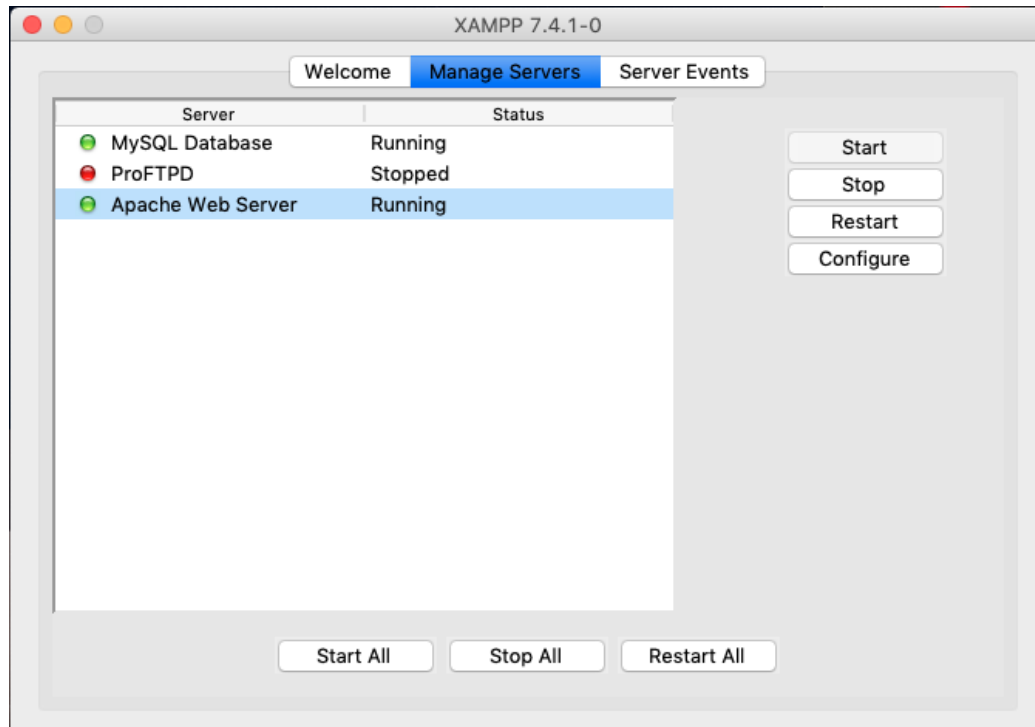 XAMPP 7.4.1-0
Welcome Manage Servers Server Events
Server Status
MySQL Database Running
ProFTPD Stopped
Apache Web Server Running
Start
Stop
Restart
Configure
Start All Stop All Restart All